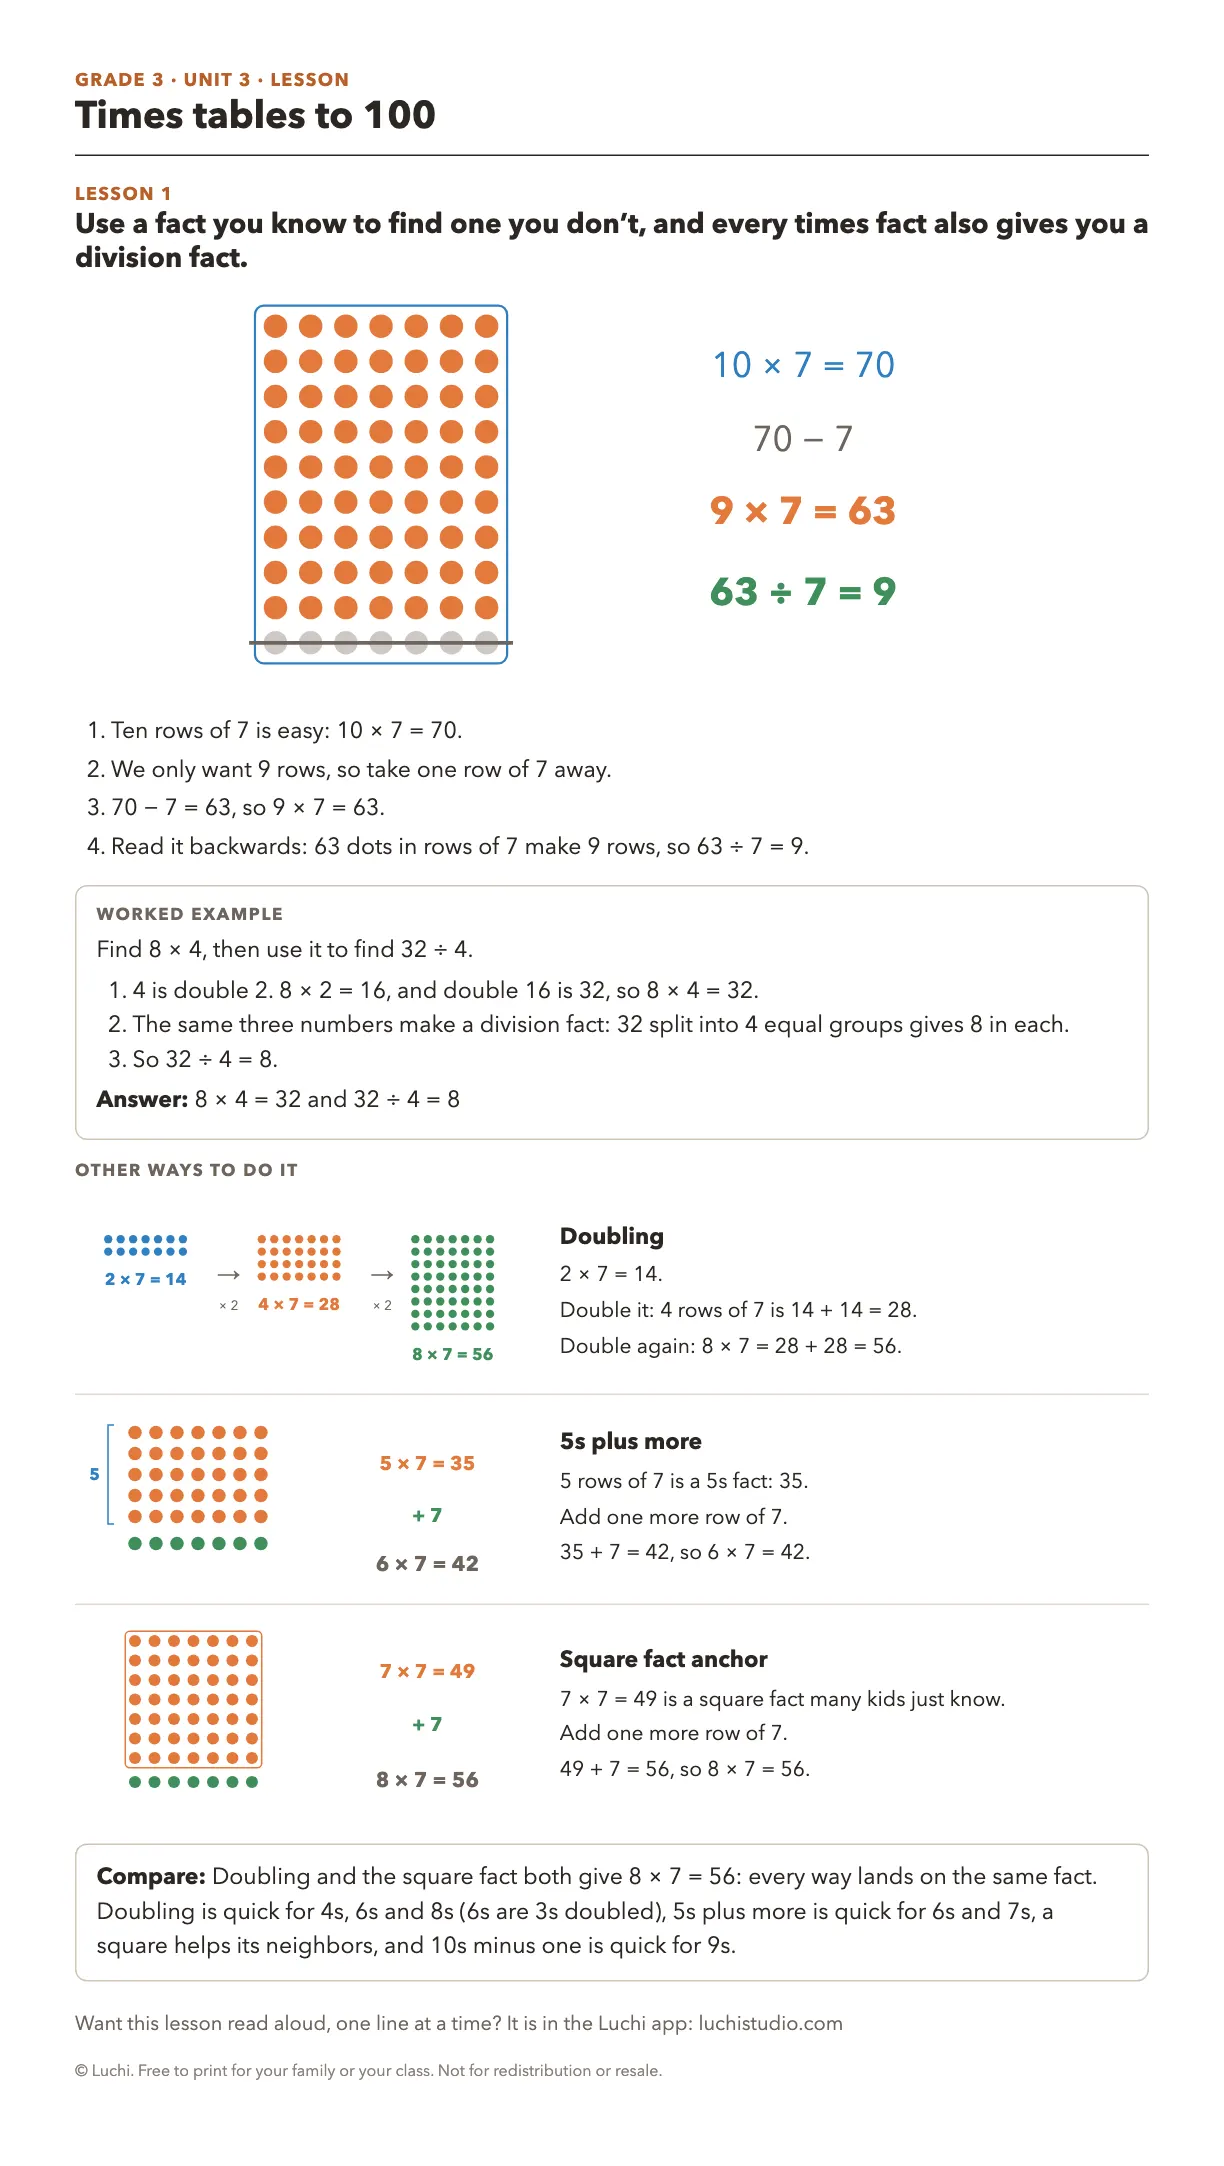 GRADE 3 · UNIT 3 · LESSON
Times tables to 100
LESSON 1
Use a fact you know to find one you don’t, and every times fact also gives you a
division fact.
10 × 7 = 70
70 − 7
9 × 7 = 63
63 ÷ 7 = 9
1. Ten rows of 7 is easy: 10 × 7 = 70.
2. We only want 9 rows, so take one row of 7 away.
3. 70 − 7 = 63, so 9 × 7 = 63.
4. Read it backwards: 63 dots in rows of 7 make 9 rows, so 63 ÷ 7 = 9.
WORKED EXAMPLE
Find 8 × 4, then use it to find 32 ÷ 4.
1. 4 is double 2. 8 × 2 = 16, and double 16 is 32, so 8 × 4 = 32.
2. The same three numbers make a division fact: 32 split into 4 equal groups gives 8 in each.
3. So 32 ÷ 4 = 8.
Answer: 8 × 4 = 32 and 32 ÷ 4 = 8
OTHER WAYS TO DO IT
2 × 7 = 14
→
× 2
4 × 7 = 28
→
× 2
8 × 7 = 56
Doubling
2 × 7 = 14.
Double it: 4 rows of 7 is 14 + 14 = 28.
Double again: 8 × 7 = 28 + 28 = 56.
5
5 × 7 = 35
+ 7
6 × 7 = 42
5s plus more
5 rows of 7 is a 5s fact: 35.
Add one more row of 7.
35 + 7 = 42, so 6 × 7 = 42.
7 × 7 = 49
+ 7
8 × 7 = 56
Square fact anchor
7 × 7 = 49 is a square fact many kids just know.
Add one more row of 7.
49 + 7 = 56, so 8 × 7 = 56.
Compare: Doubling and the square fact both give 8 × 7 = 56: every way lands on the same fact.
Doubling is quick for 4s, 6s and 8s (6s are 3s doubled), 5s plus more is quick for 6s and 7s, a
square helps its neighbors, and 10s minus one is quick for 9s.
Want this lesson read aloud, one line at a time? It is in the Luchi app: luchistudio.com
© Luchi. Free to print for your family or your class. Not for redistribution or resale.